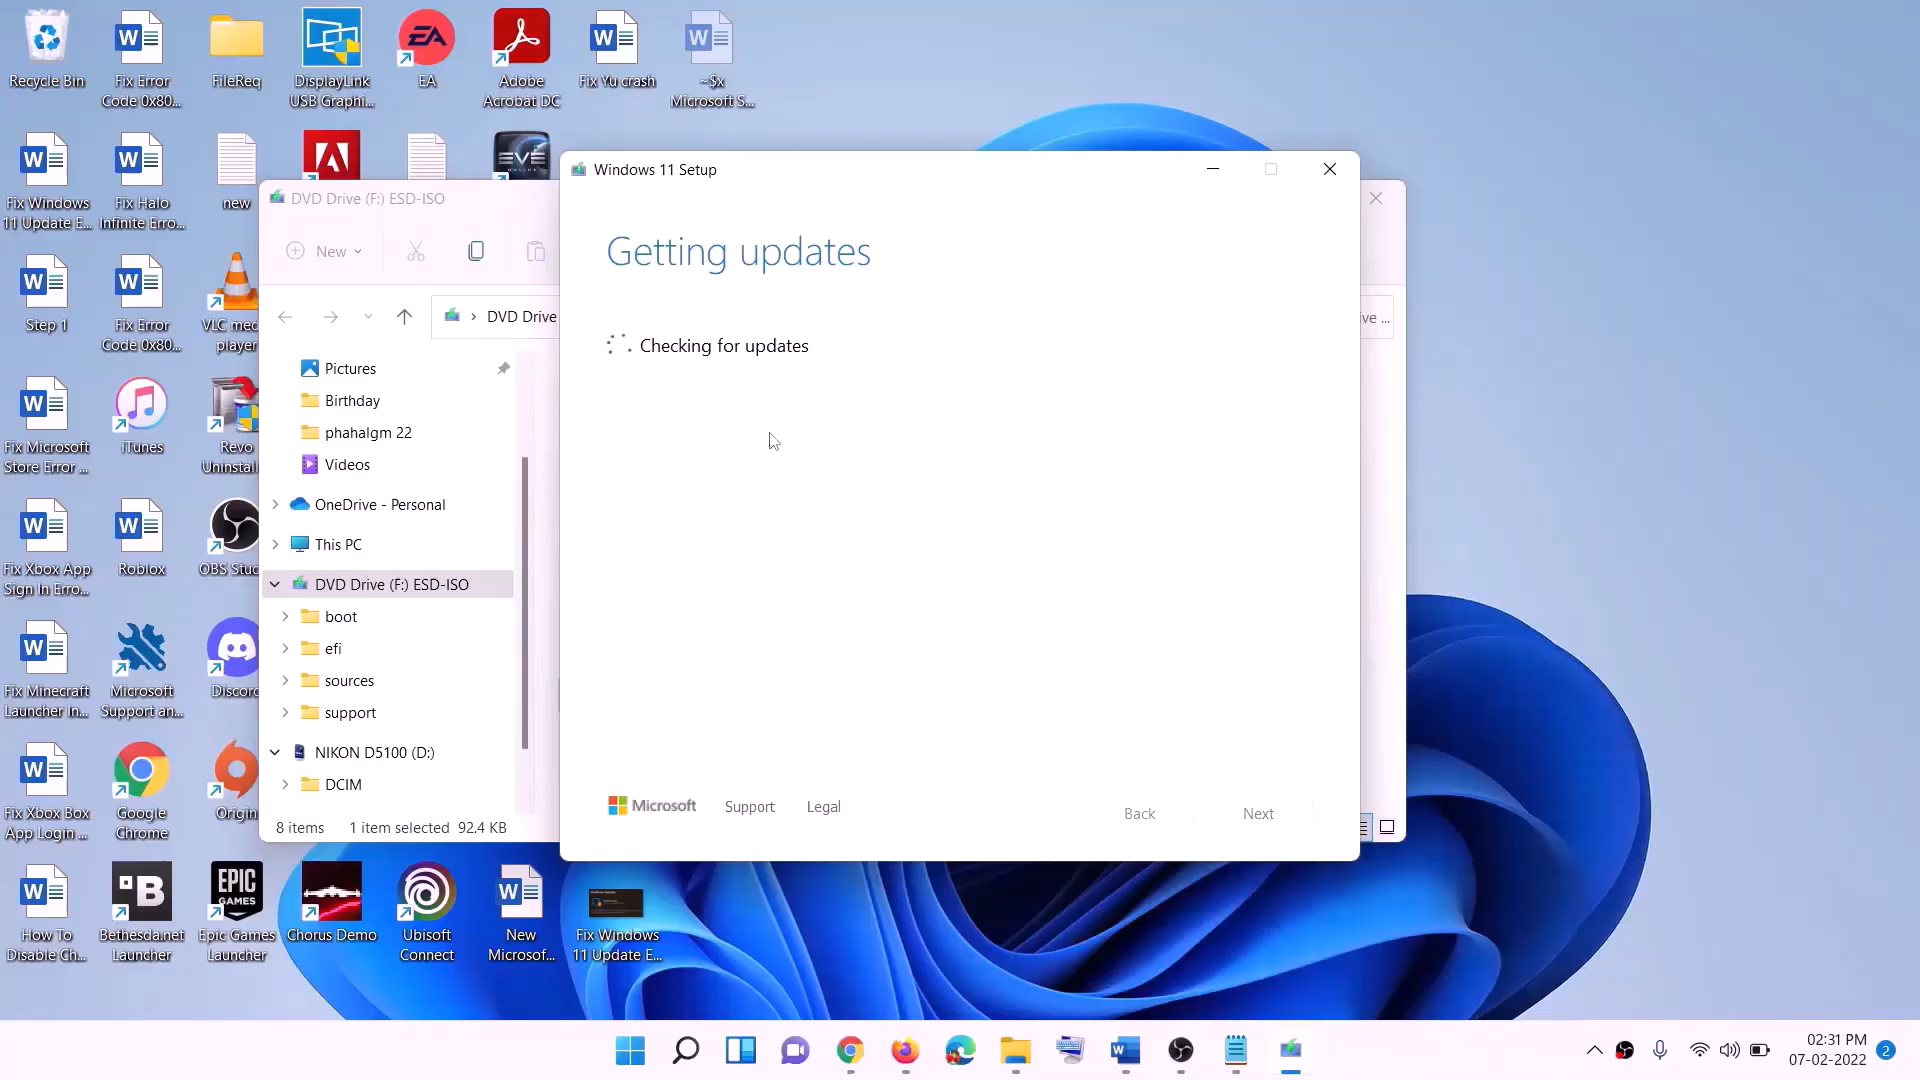 Recycle Bin
Fix Error
Code 0x80...
FileReq
DisplayLink
USB Graphi...
EA
Adobe
Acrobat DC
Fix Yu crash
~$x
Microsoft S...
Fix Windows
11 Update E...
Fix Halo
Infinite Erro...
new
EVE
ONLINE
Step 1
Fix Error
Code 0x80...
VLC med
player
Fix Microsoft
Store Error ...
iTunes
Revo
Uninstall
Fix Xbox App
Sign In Erro...
Roblox
OBS Stud
Fix Minecraft
Launcher In...
Microsoft
Support an...
Discord
Fix Xbox Box
App Login ...
Google
Chrome
Origin
How To
Disable Ch...
Bethesda.net
Launcher
EPIC
GAMES
Epic Games
Launcher
Chorus Demo
Ubisoft
Connect
New
Microsof...
Fix Windows
11 Update E...
DVD Drive (F:) ESD-ISO
New
DVD Drive
ive ...
Pictures
Birthday
phahalgm 22
Videos
OneDrive - Personal
This PC
DVD Drive (F:) ESD-ISO
boot
efi
sources
support
NIKON D5100 (D:)
DCIM
8 items 1 item selected 92.4 KB
Windows 11 Setup
Getting updates
Checking for updates
Microsoft Support Legal
Back Next
02:31 PM
07-02-2022
2